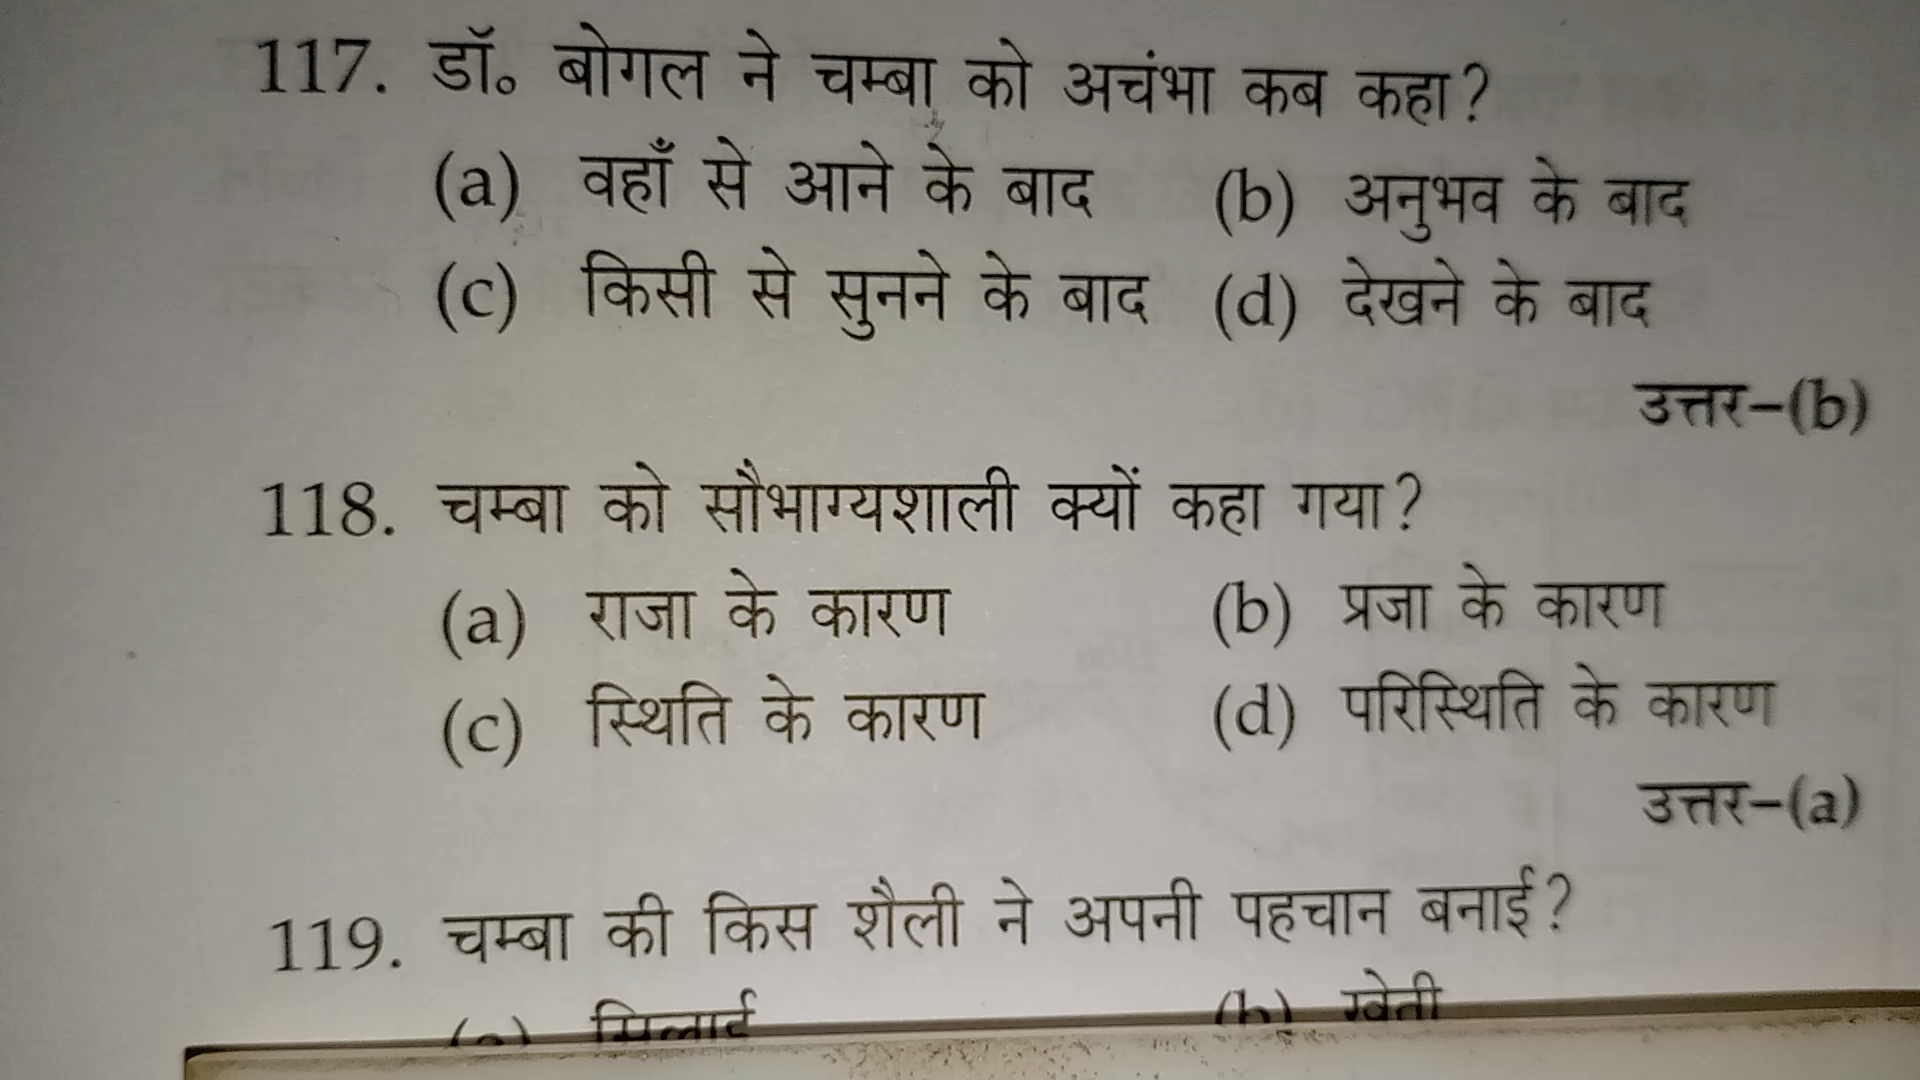 117. डॉ० बोगल ने चम्बा को अचंभा कब कहा?
(a) वहाँ से आने के बाद (b) अनुभव के बाद
(c) किसी से सुनने के बाद (d) देखने के बाद
उत्तर–(b)
118. चम्बा को सौभाग्यशाली क्यों कहा गया?
(a) राजा के कारण (b) प्रजा के कारण
(c) स्थिति के कारण (d) परिस्थिति के कारण
उत्तर–(a)
119. चम्बा की किस शैली ने अपनी पहचान बनाई?
(a) सिलाई (b) खेती